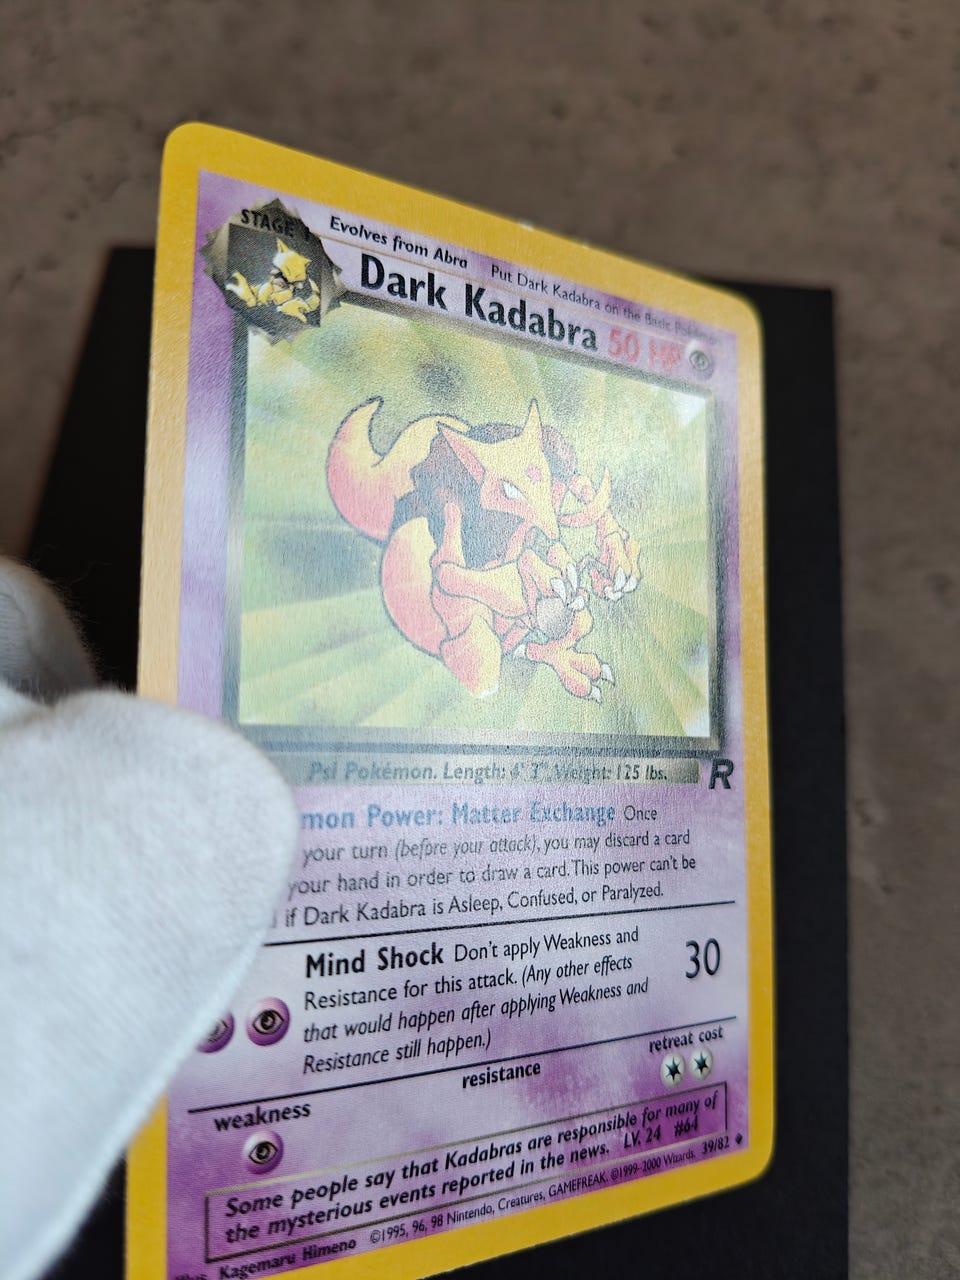 STAGE 1
Evolves from Abra Put Dark Kadabra on the Basic Pokémon
Dark Kadabra 50 HP
Psi Pokémon. Length: 4' 3", Weight: 125 lbs.
R
mon Power: Matter Exchange Once
your turn (before your attack), you may discard a card
your hand in order to draw a card. This power can't be
if Dark Kadabra is Asleep, Confused, or Paralyzed.
Mind Shock Don't apply Weakness and
Resistance for this attack. (Any other effects
that would happen after applying Weakness and
Resistance still happen.)
30
weakness
resistance
retreat cost
Some people say that Kadabras are responsible for many of
the mysterious events reported in the news. LV. 24 #64
Illus. Kagemaru Himeno ©1995, 96, 98 Nintendo, Creatures, GAMEFREAK. ©1999-2000 Wizards. 39/82